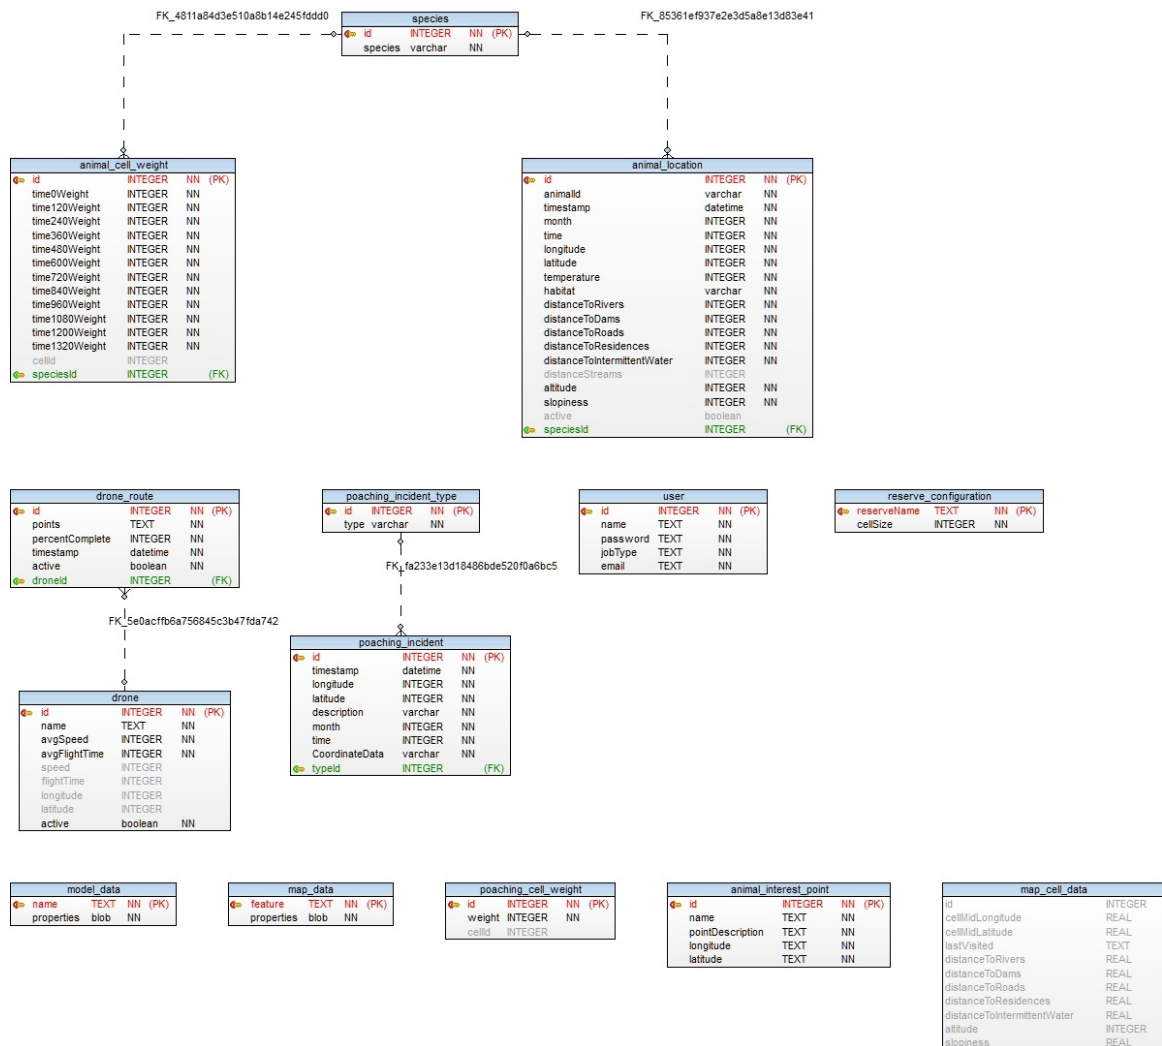 FK_4811a84d3e510a8b14e245fddd0
FK_85361ef937e2e3d5a8e13d83e41
species
id INTEGER NN (PK)
species varchar NN
animal_cell_weight
id INTEGER NN (PK)
time0Weight INTEGER NN
time120Weight INTEGER NN
time240Weight INTEGER NN
time360Weight INTEGER NN
time480Weight INTEGER NN
time600Weight INTEGER NN
time720Weight INTEGER NN
time840Weight INTEGER NN
time960Weight INTEGER NN
time1080Weight INTEGER NN
time1200Weight INTEGER NN
time1320Weight INTEGER NN
cellId INTEGER
speciesId INTEGER (FK)
animal_location
id INTEGER NN (PK)
animalId varchar NN
timestamp datetime NN
month INTEGER NN
time INTEGER NN
longitude INTEGER NN
latitude INTEGER NN
temperature INTEGER NN
habitat varchar NN
distanceToRivers INTEGER NN
distanceToDams INTEGER NN
distanceToRoads INTEGER NN
distanceToResidences INTEGER NN
distanceToIntermittentWater INTEGER NN
distanceStreams INTEGER
altitude INTEGER NN
slopiness INTEGER NN
active boolean
speciesId INTEGER (FK)
drone_route
id INTEGER NN (PK)
points TEXT NN
percentComplete INTEGER NN
timestamp datetime NN
active boolean NN
droneId INTEGER (FK)
poaching_incident_type
id INTEGER NN (PK)
type varchar NN
user
id INTEGER NN (PK)
name TEXT NN
password TEXT NN
jobType TEXT NN
email TEXT NN
reserve_configuration
reserveName TEXT NN (PK)
cellSize INTEGER NN
FK_5e0acffb6a756845c3b47fda742
FK_fa233e13d18486bde520f0a6bc5
drone
id INTEGER NN (PK)
name TEXT NN
avgSpeed INTEGER NN
avgFlightTime INTEGER NN
speed INTEGER
flightTime INTEGER
longitude INTEGER
latitude INTEGER
active boolean NN
poaching_incident
id INTEGER NN (PK)
timestamp datetime NN
longitude INTEGER NN
latitude INTEGER NN
description varchar NN
month INTEGER NN
time INTEGER NN
CoordinateData varchar NN
typeId INTEGER (FK)
model_data
name TEXT NN (PK)
properties blob NN
map_data
feature TEXT NN (PK)
properties blob NN
poaching_cell_weight
id INTEGER NN (PK)
weight INTEGER NN
cellId INTEGER
animal_interest_point
id INTEGER NN (PK)
name TEXT NN
pointDescription TEXT NN
longitude TEXT NN
latitude TEXT NN
map_cell_data
id INTEGER
cellMidLongitude REAL
cellMidLatitude REAL
lastVisited TEXT
distanceToRivers REAL
distanceToDams REAL
distanceToRoads REAL
distanceToResidences REAL
distanceToIntermittentWater REAL
altitude INTEGER
slopiness REAL